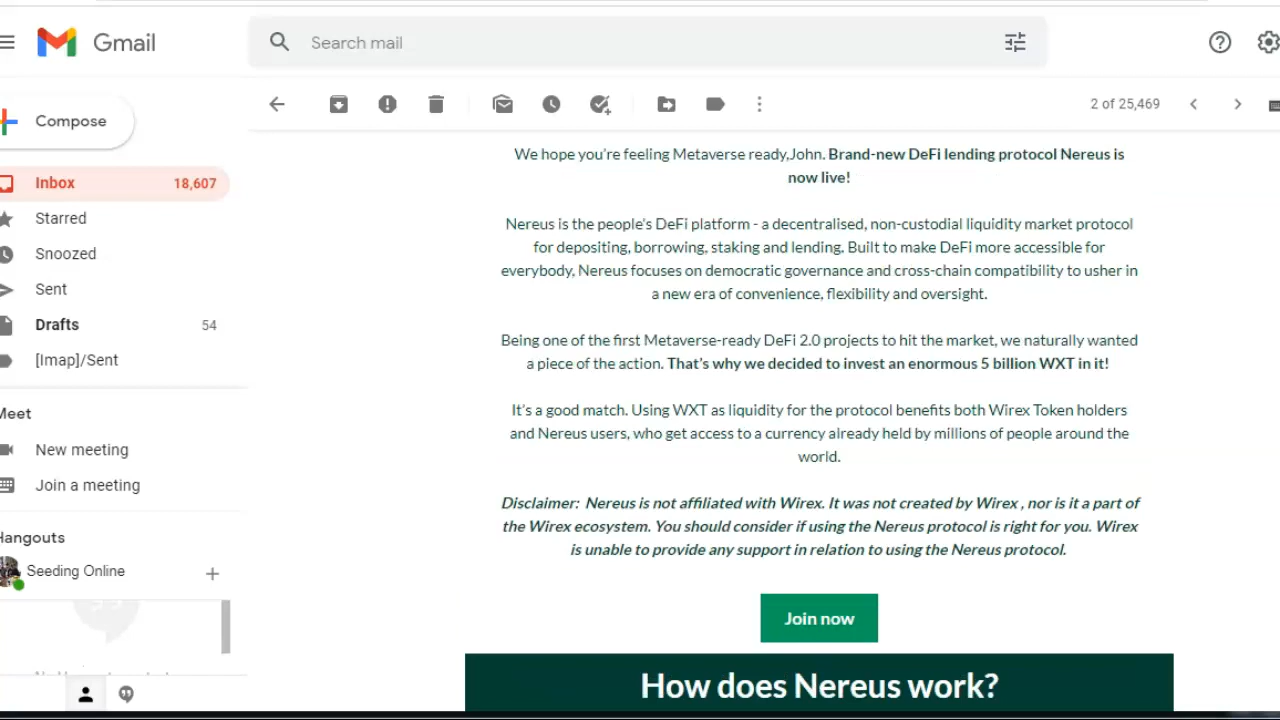 Gmail
Search mail
Compose
2 of 25,469
Inbox 18,607
Starred
Snoozed
Sent
Drafts 54
[Imap]/Sent
Meet
New meeting
Join a meeting
Hangouts
Seeding Online
We hope you're feeling Metaverse ready,John. Brand-new DeFi lending protocol Nereus is
now live!
Nereus is the people's DeFi platform - a decentralised, non-custodial liquidity market protocol
for depositing, borrowing, staking and lending. Built to make DeFi more accessible for
everybody, Nereus focuses on democratic governance and cross-chain compatibility to usher in
a new era of convenience, flexibility and oversight.
Being one of the first Metaverse-ready DeFi 2.0 projects to hit the market, we naturally wanted
a piece of the action. That's why we decided to invest an enormous 5 billion WXT in it!
It's a good match. Using WXT as liquidity for the protocol benefits both Wirex Token holders
and Nereus users, who get access to a currency already held by millions of people around the
world.
Disclaimer: Nereus is not affiliated with Wirex. It was not created by Wirex , nor is it a part of
the Wirex ecosystem. You should consider if using the Nereus protocol is right for you. Wirex
is unable to provide any support in relation to using the Nereus protocol.
Join now
How does Nereus work?